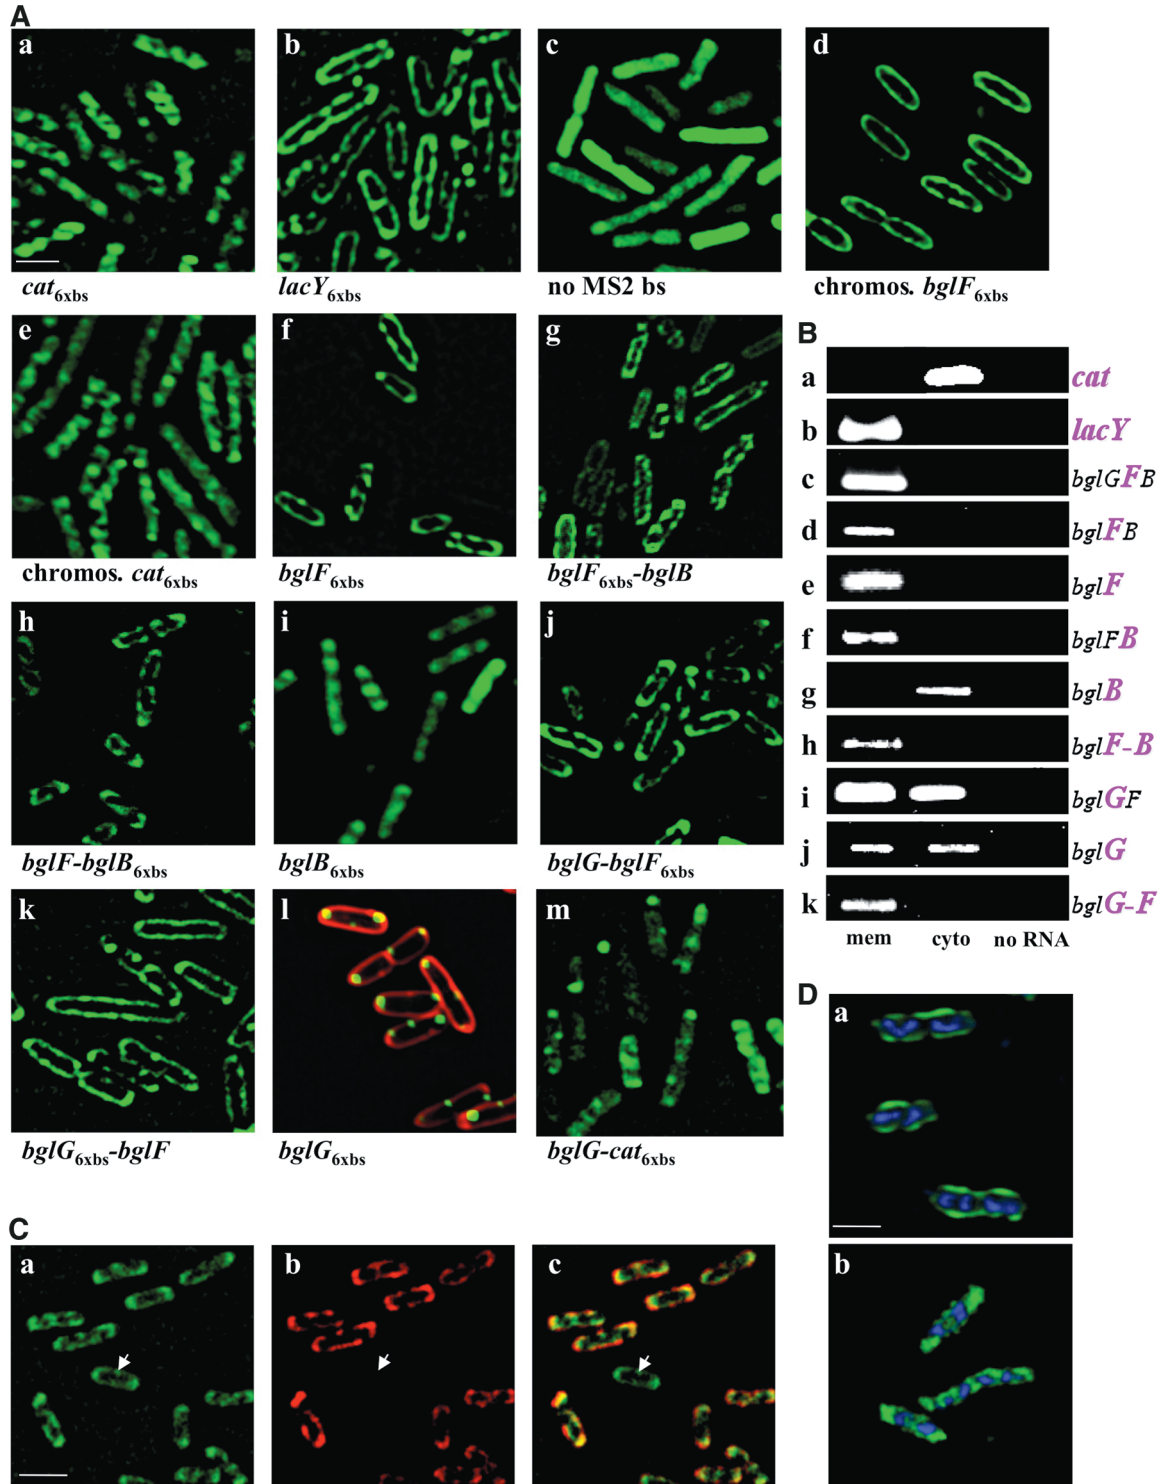 A
a b c d
cat6xbs lacY6xbs no MS2 bs chromos. bglF6xbs
e f g
chromos. cat6xbs bglF6xbs bglF6xbs-bglB
h i j
bglF-bglB6xbs bglB6xbs bglG-bglF6xbs
k l m
bglG6xbs-bglF bglG6xbs bglG-cat6xbs
B
a cat
b lacY
c bglGFB
d bglFB
e bglF
f bglFB
g bglB
h bglF-B
i bglGF
j bglG
k bglG-F
mem cyto no RNA
C
a b c
D
a
b